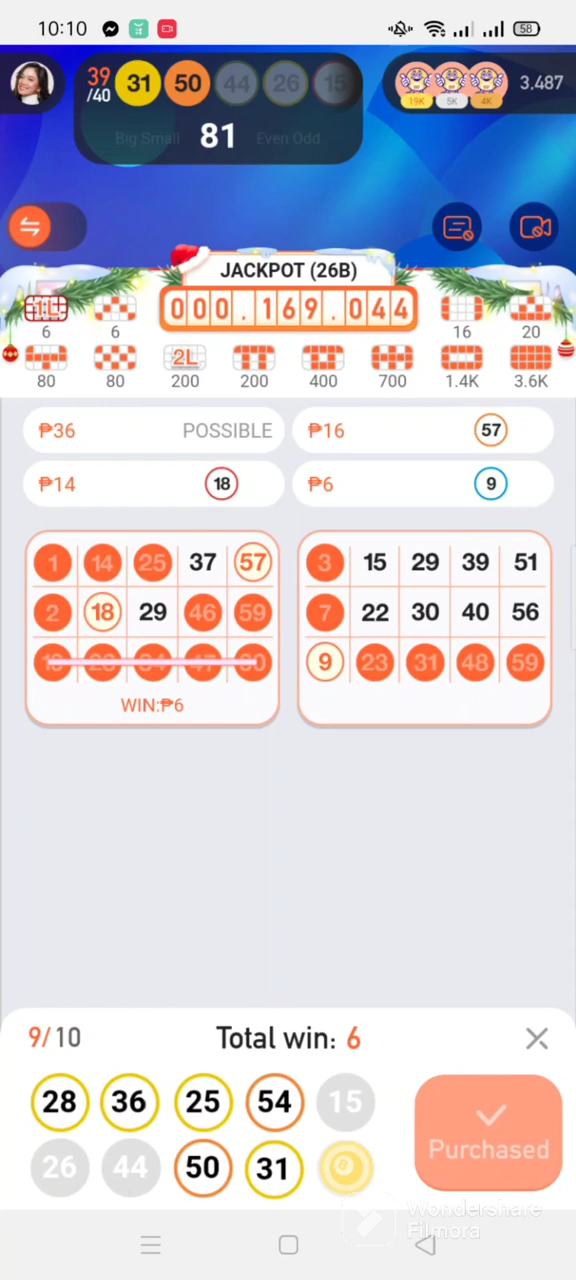 10:10 58
39 /40 31 50 44 26 15
Big Small 81 Even Odd
19K 5K 4K 3.487
JACKPOT (26B)
000.169.044
1L
6 6 16 20
2L
80 80 200 200 400 700 1.4K 3.6K
₱36 POSSIBLE ₱16 57
₱14 18 ₱6 9
1 14 25 37 57
2 18 29 46 59
47
WIN:₱6
3 15 29 39 51
7 22 30 40 56
9 23 31 48 59
9/10 Total win: 6
28 36 25 54 15
26 44 50 31
Purchased
Wondershare
Filmora